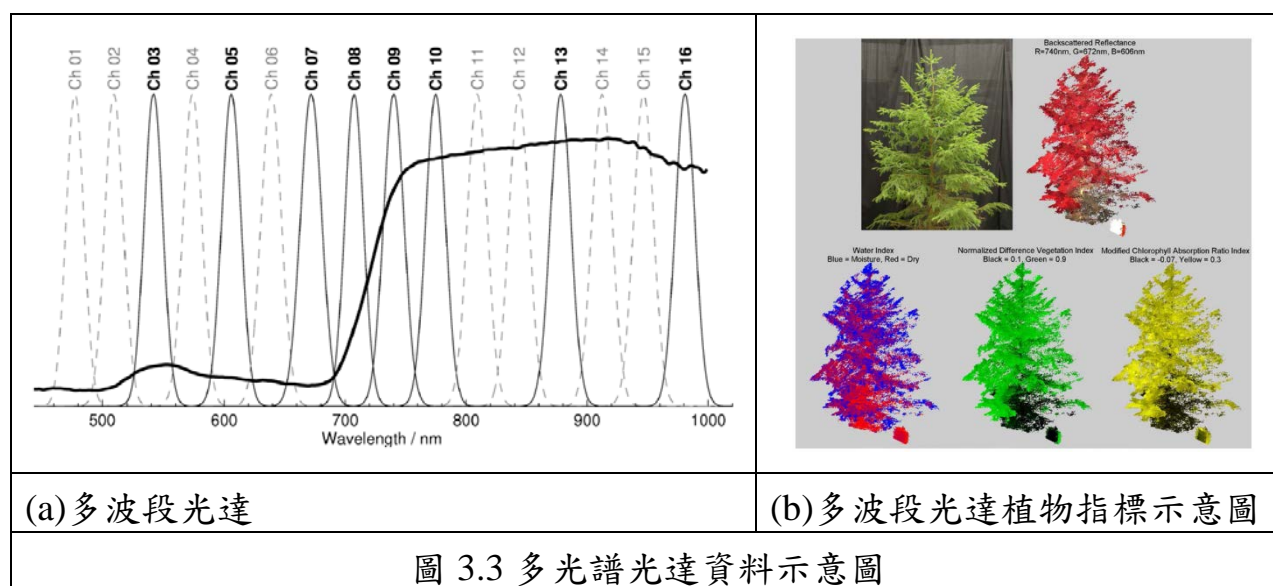 Ch 01
Ch 02
Ch 03
Ch 04
Ch 05
Ch 06
Ch 07
Ch 08
Ch 09
Ch 10
Ch 11
Ch 12
Ch 13
Ch 14
Ch 15
Ch 16
500 600 700 800 900 1000
Wavelength / nm
Backscattered Reflectance
R=740nm, G=672nm, B=606nm
Water Index
Blue = Moisture, Red = Dry
Normalized Difference Vegetation Index
Black = 0.1, Green = 0.9
Modified Chlorophyll Absorption Ratio Index
Black = -0.07, Yellow = 0.3
(a)多波段光達
(b)多波段光達植物指標示意圖
圖 3.3 多光譜光達資料示意圖